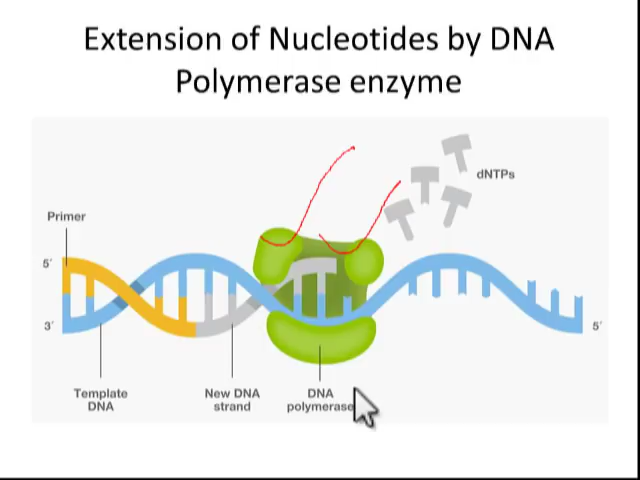 Extension of Nucleotides by DNA
Polymerase enzyme
dNTPs
Primer
5´
3´
5´
Template
DNA
New DNA
strand
DNA
polymerase